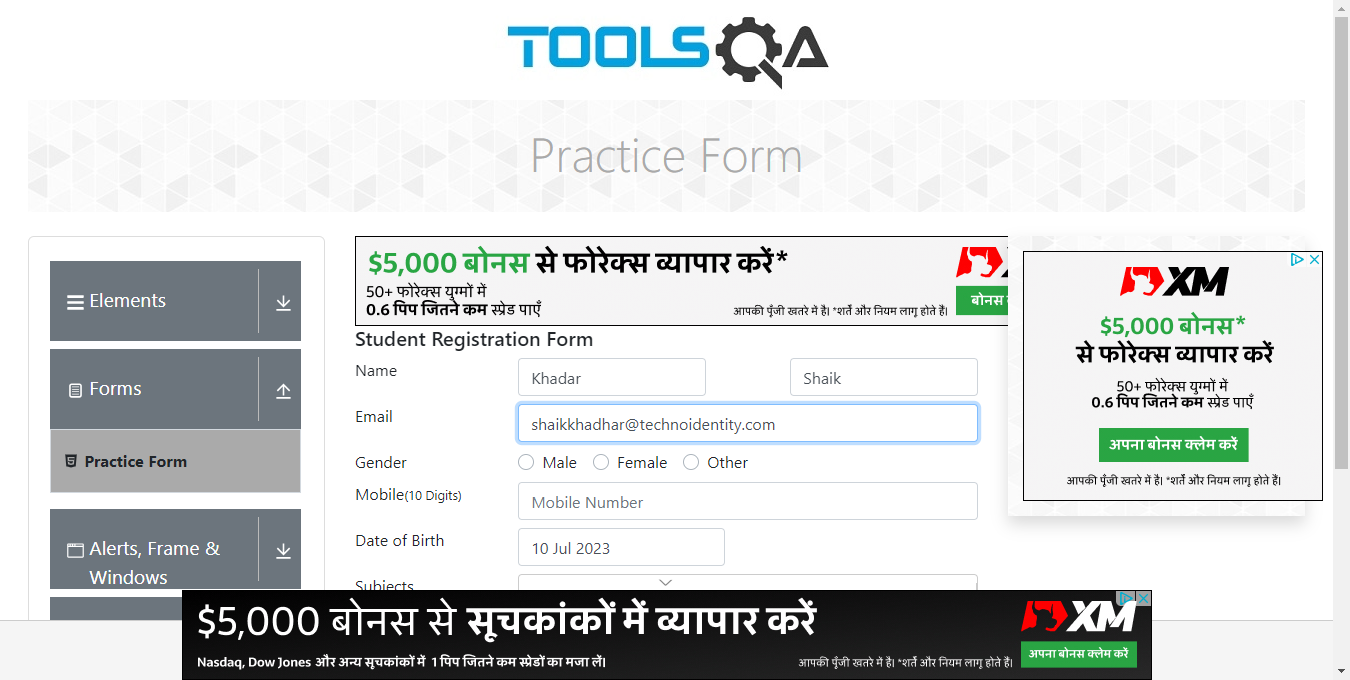 TOOLSQA
Practice Form
Elements
Forms
Practice Form
Alerts, Frame &
Windows
$5,000 बोनस से फोरेक्स व्यापार करें*
50+ फोरेक्स युग्मों में
0.6 पिप जितने कम स्प्रेड पाएँ
आपकी पूँजी खतरे में है। *शर्तें और नियम लागू होते हैं।
बोनस
Student Registration Form
Name
Khadar
Shaik
Email
shaikkhadhar@technoidentity.com
Gender
Male
Female
Other
Mobile(10 Digits)
Mobile Number
Date of Birth
10 Jul 2023
Subjects
XM
$5,000 बोनस*
से फोरेक्स व्यापार करें
50+ फोरेक्स युग्मों में
0.6 पिप जितने कम स्प्रेड पाएँ
अपना बोनस क्लेम करें
आपकी पूँजी खतरे में है। *शर्तें और नियम लागू होते हैं।
$5,000 बोनस से सूचकांकों में व्यापार करें
Nasdaq, Dow Jones और अन्य सूचकांकों में 1 पिप जितने कम स्प्रेडों का मजा लें।
आपकी पूँजी खतरे में है। *शर्तें और नियम लागू होते हैं।
XM
अपना बोनस क्लेम करें